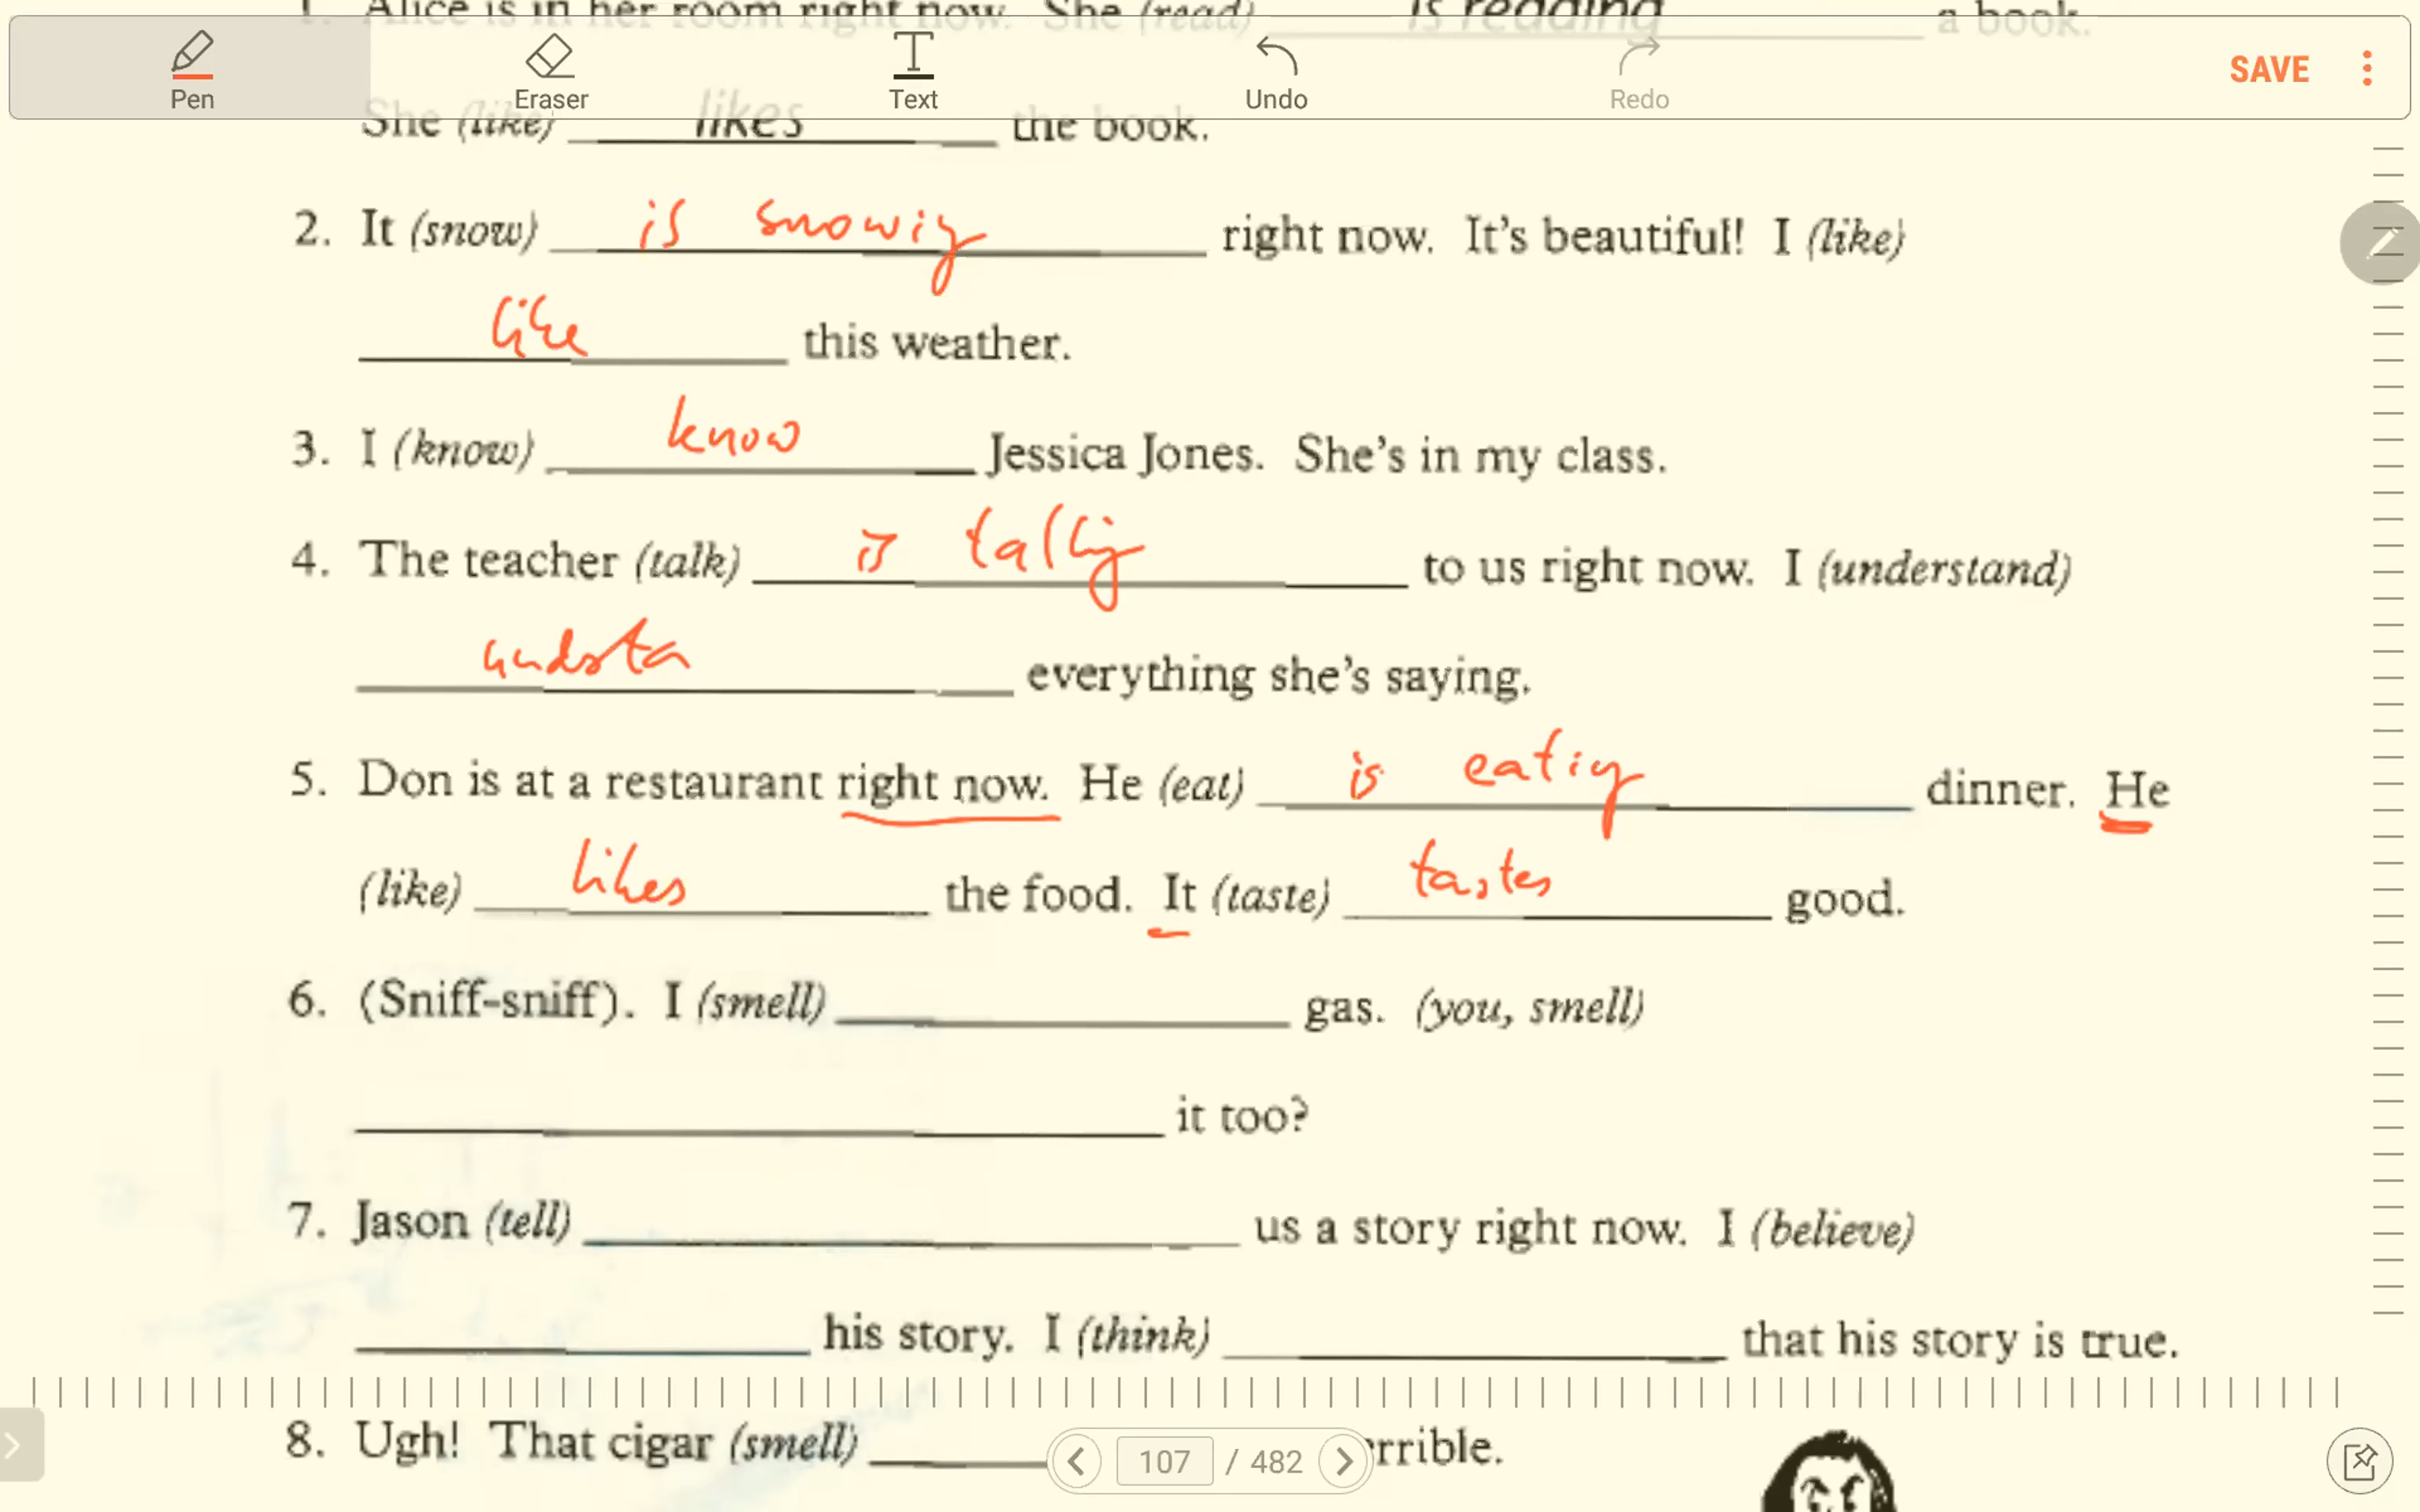 1. Alice is in her room right now. She (read) is reading a book.
Pen Eraser Text Undo Redo SAVE
She (like) likes the book.
2. It (snow) is snowig right now. It's beautiful! I (like)
like this weather.
3. I (know) know Jessica Jones. She's in my class.
4. The teacher (talk) is talkig to us right now. I (understand)
undsta everything she's saying.
5. Don is at a restaurant right now. He (eat) is eatig dinner. He
(like) likes the food. It (taste) tastes good.
6. (Sniff-sniff). I (smell) gas. (you, smell)
it too?
7. Jason (tell) us a story right now. I (believe)
his story. I (think) that his story is true.
8. Ugh! That cigar (smell) rrible.
107 / 482